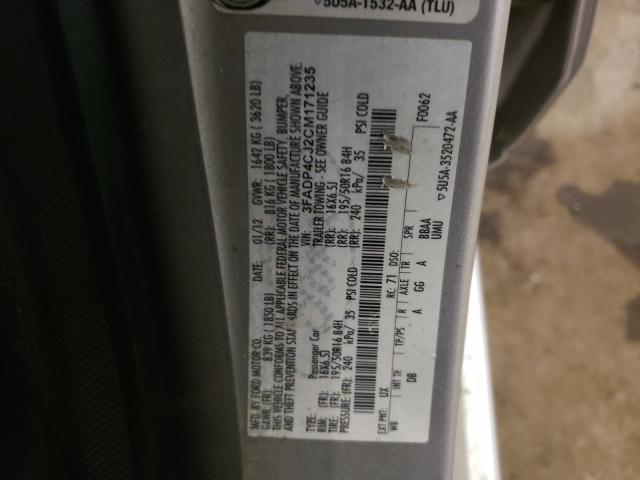 ▽5U5A-1532-AA (TLU)
MFD. BY FORD MOTOR CO.
DATE: 01/12 GVWR: 1642 KG ( 3620 LB)
GAWR: (FR): 839 KG (1850LB) (RR): 816 KG (1800LB)
THIS VEHICLE CONFORMS TO ALL APPLICABLE FEDERAL MOTOR VEHICLE SAFETY, BUMPER,
AND THEFT PREVENTION STANDARDS IN EFFECT ON THE DATE OF MANUFACTURE SHOWN ABOVE.
VIN: 3FADP4CJ2CM171235
TYPE: Passenger Car TRAILER TOWING - SEE OWNER GUIDE
RIM: (FR): 16X6.5J (RR): 16X6.5J
TIRE: (FR): 195/50R16 84H (RR): 195/50R16 84H
PRESSURE: (FR): 240 kPa/ 35 PSI COLD (RR): 240 kPa/ 35 PSI COLD
EXT PNT: UX RC: 71 DSO: F0062
WB INT TR TP/PS R AXLE TR SPR
DB A GG A BBAA
UMU ▽5U5A-3520472-AA